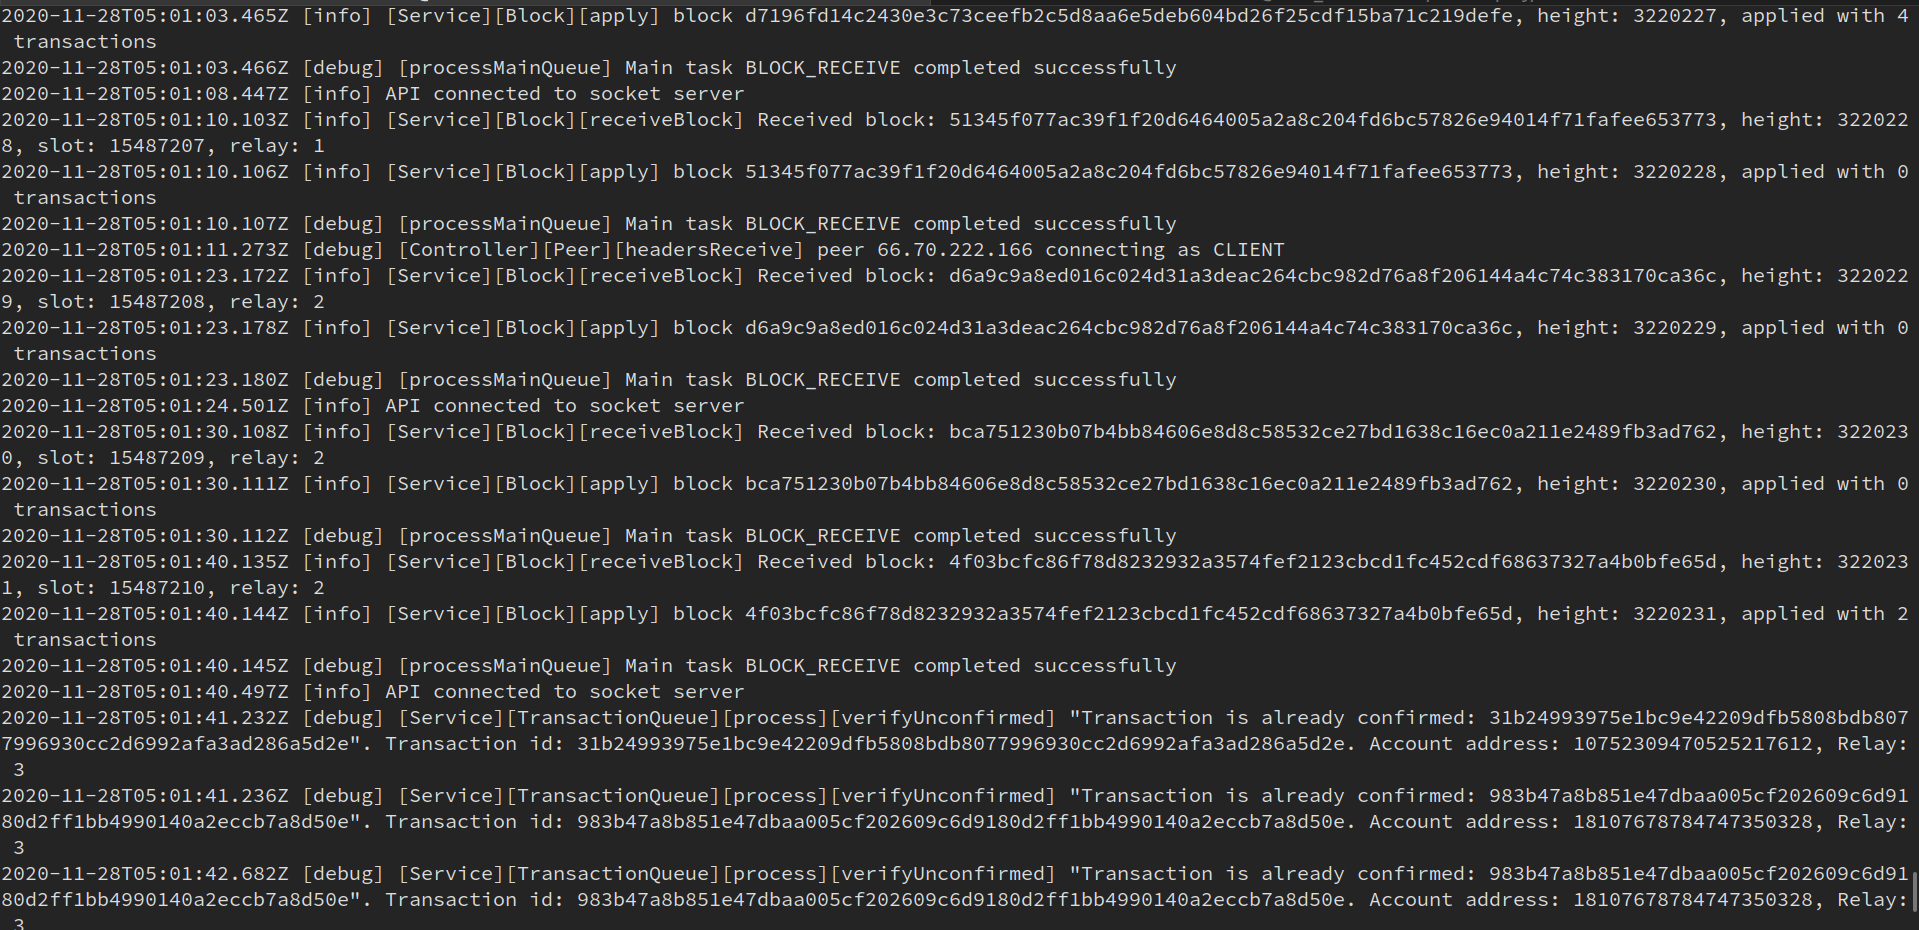 2020-11-28T05:01:03.465Z [info] [Service][Block][apply] block d7196fd14c2430e3c73ceefb2c5d8aa6e5deb604bd26f25cdf15ba71c219defe, height: 3220227, applied with 4
transactions
2020-11-28T05:01:03.466Z [debug] [processMainQueue] Main task BLOCK_RECEIVE completed successfully
2020-11-28T05:01:08.447Z [info] API connected to socket server
2020-11-28T05:01:10.103Z [info] [Service][Block][receiveBlock] Received block: 51345f077ac39f1f20d6464005a2a8c204fd6bc57826e94014f71fafee653773, height: 322022
8, slot: 15487207, relay: 1
2020-11-28T05:01:10.106Z [info] [Service][Block][apply] block 51345f077ac39f1f20d6464005a2a8c204fd6bc57826e94014f71fafee653773, height: 3220228, applied with 0
transactions
2020-11-28T05:01:10.107Z [debug] [processMainQueue] Main task BLOCK_RECEIVE completed successfully
2020-11-28T05:01:11.273Z [debug] [Controller][Peer][headersReceive] peer 66.70.222.166 connecting as CLIENT
2020-11-28T05:01:23.172Z [info] [Service][Block][receiveBlock] Received block: d6a9c9a8ed016c024d31a3deac264cbc982d76a8f206144a4c74c383170ca36c, height: 322022
9, slot: 15487208, relay: 2
2020-11-28T05:01:23.178Z [info] [Service][Block][apply] block d6a9c9a8ed016c024d31a3deac264cbc982d76a8f206144a4c74c383170ca36c, height: 3220229, applied with 0
transactions
2020-11-28T05:01:23.180Z [debug] [processMainQueue] Main task BLOCK_RECEIVE completed successfully
2020-11-28T05:01:24.501Z [info] API connected to socket server
2020-11-28T05:01:30.108Z [info] [Service][Block][receiveBlock] Received block: bca751230b07b4bb84606e8d8c58532ce27bd1638c16ec0a211e2489fb3ad762, height: 322023
0, slot: 15487209, relay: 2
2020-11-28T05:01:30.111Z [info] [Service][Block][apply] block bca751230b07b4bb84606e8d8c58532ce27bd1638c16ec0a211e2489fb3ad762, height: 3220230, applied with 0
transactions
2020-11-28T05:01:30.112Z [debug] [processMainQueue] Main task BLOCK_RECEIVE completed successfully
2020-11-28T05:01:40.135Z [info] [Service][Block][receiveBlock] Received block: 4f03bcfc86f78d8232932a3574fef2123cbcd1fc452cdf68637327a4b0bfe65d, height: 322023
1, slot: 15487210, relay: 2
2020-11-28T05:01:40.144Z [info] [Service][Block][apply] block 4f03bcfc86f78d8232932a3574fef2123cbcd1fc452cdf68637327a4b0bfe65d, height: 3220231, applied with 2
transactions
2020-11-28T05:01:40.145Z [debug] [processMainQueue] Main task BLOCK_RECEIVE completed successfully
2020-11-28T05:01:40.497Z [info] API connected to socket server
2020-11-28T05:01:41.232Z [debug] [Service][TransactionQueue][process][verifyUnconfirmed] "Transaction is already confirmed: 31b24993975e1bc9e42209dfb5808bdb807
7996930cc2d6992afa3ad286a5d2e". Transaction id: 31b24993975e1bc9e42209dfb5808bdb8077996930cc2d6992afa3ad286a5d2e. Account address: 10752309470525217612, Relay:
3
2020-11-28T05:01:41.236Z [debug] [Service][TransactionQueue][process][verifyUnconfirmed] "Transaction is already confirmed: 983b47a8b851e47dbaa005cf202609c6d91
80d2ff1bb4990140a2eccb7a8d50e". Transaction id: 983b47a8b851e47dbaa005cf202609c6d9180d2ff1bb4990140a2eccb7a8d50e. Account address: 18107678784747350328, Relay:
3
2020-11-28T05:01:42.682Z [debug] [Service][TransactionQueue][process][verifyUnconfirmed] "Transaction is already confirmed: 983b47a8b851e47dbaa005cf202609c6d91
80d2ff1bb4990140a2eccb7a8d50e". Transaction id: 983b47a8b851e47dbaa005cf202609c6d9180d2ff1bb4990140a2eccb7a8d50e. Account address: 18107678784747350328, Relay:
3